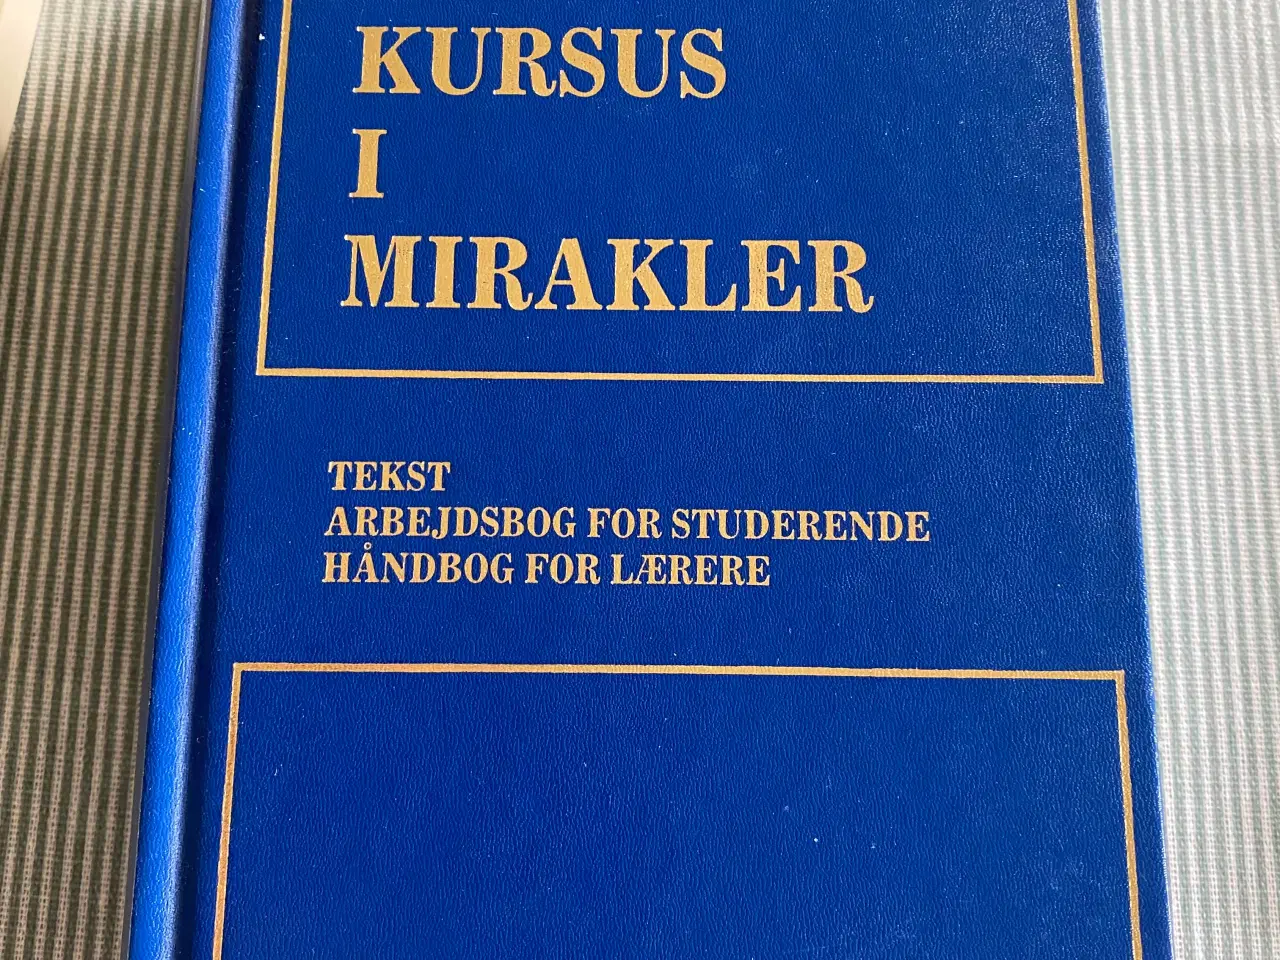 KURSUS
I
MIRAKLER
TEKST
ARBEJDSBOG FOR STUDERENDE
HÅNDBOG FOR LÆRERE